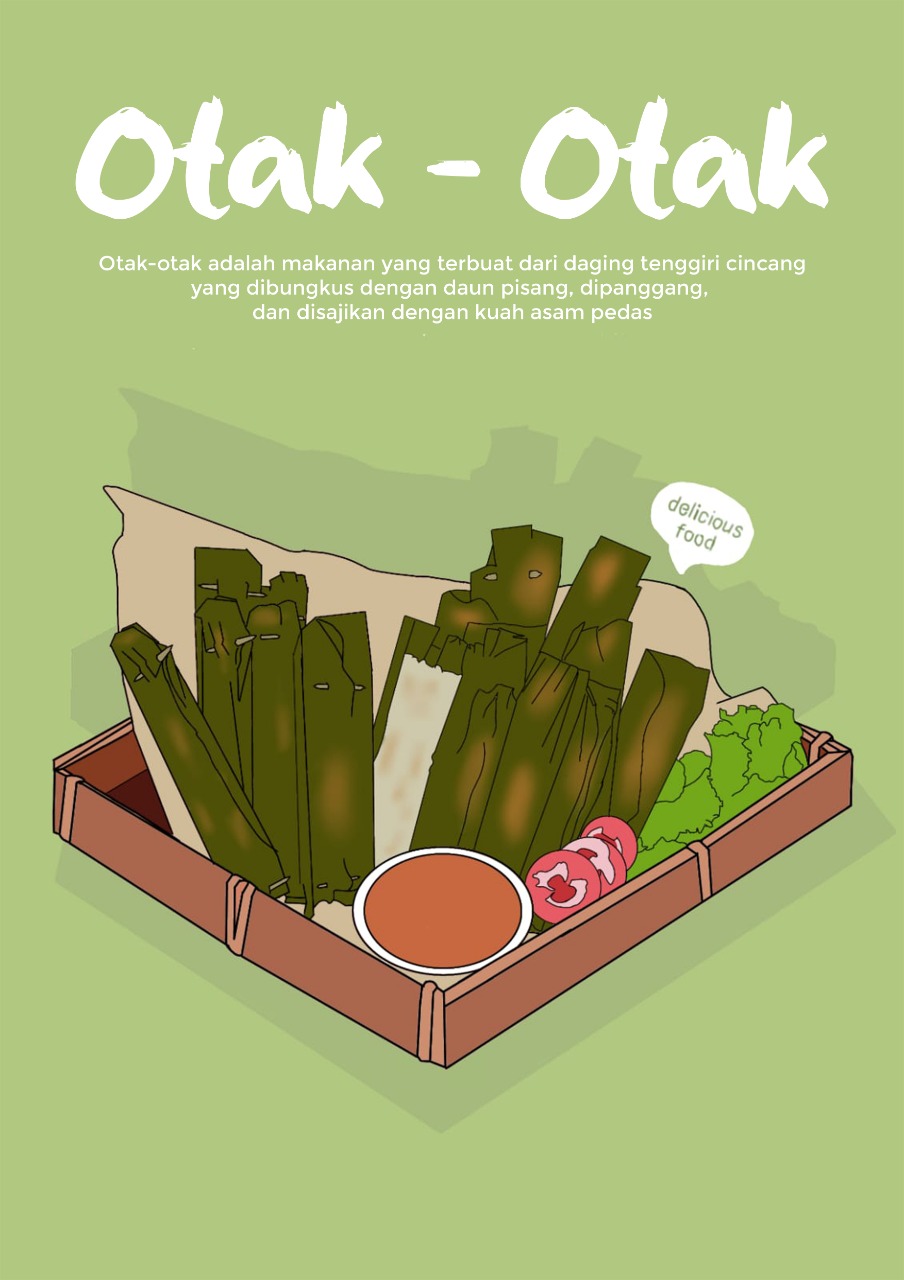 Otak - Otak
Otak-otak adalah makanan yang terbuat dari daging tenggiri cincang
yang dibungkus dengan daun pisang, dipanggang,
dan disajikan dengan kuah asam pedas
delicious
food